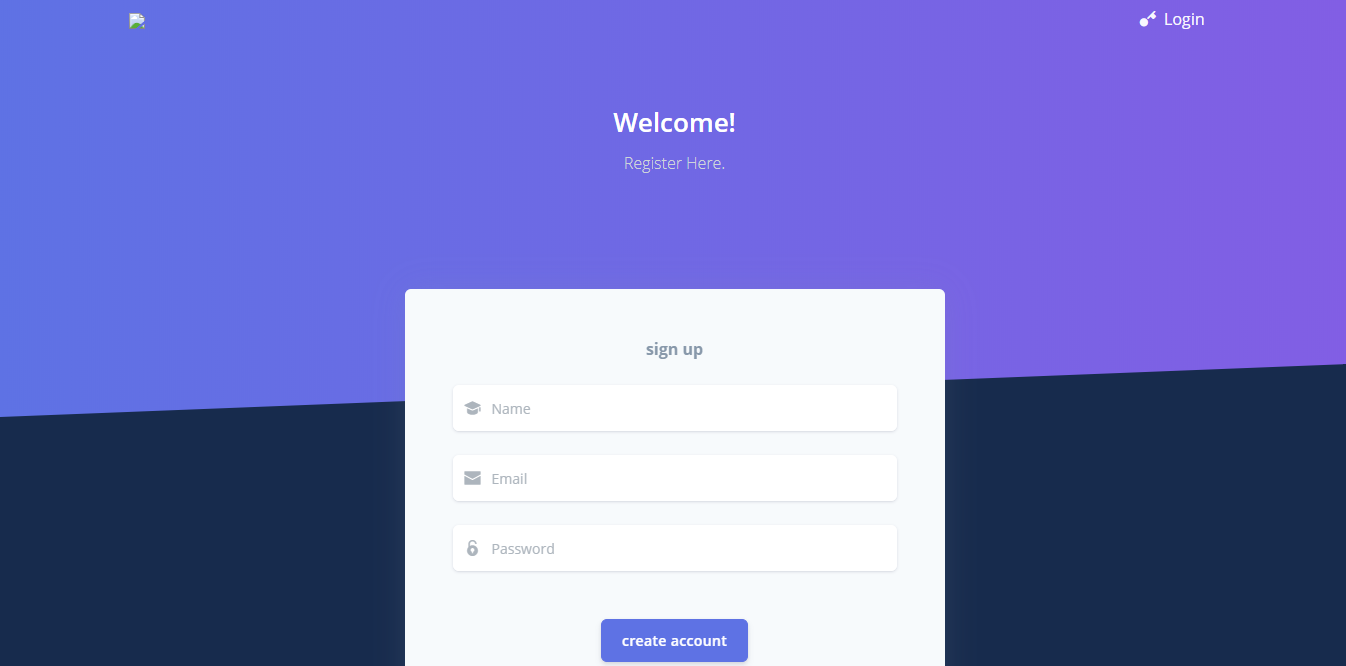 Login
Welcome!
Register Here.
sign up
Name
Email
Password
create account